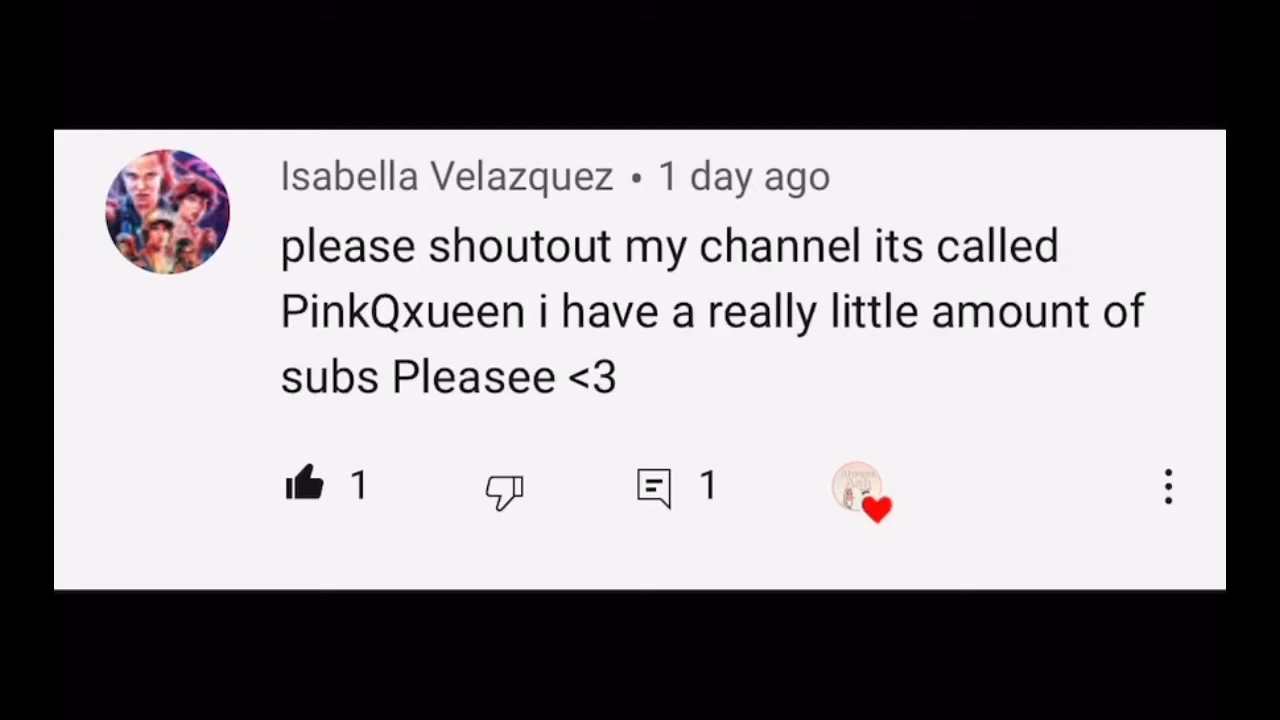 Isabella Velazquez • 1 day ago
please shoutout my channel its called
PinkQxueen i have a really little amount of
subs Pleasee <3
1
1